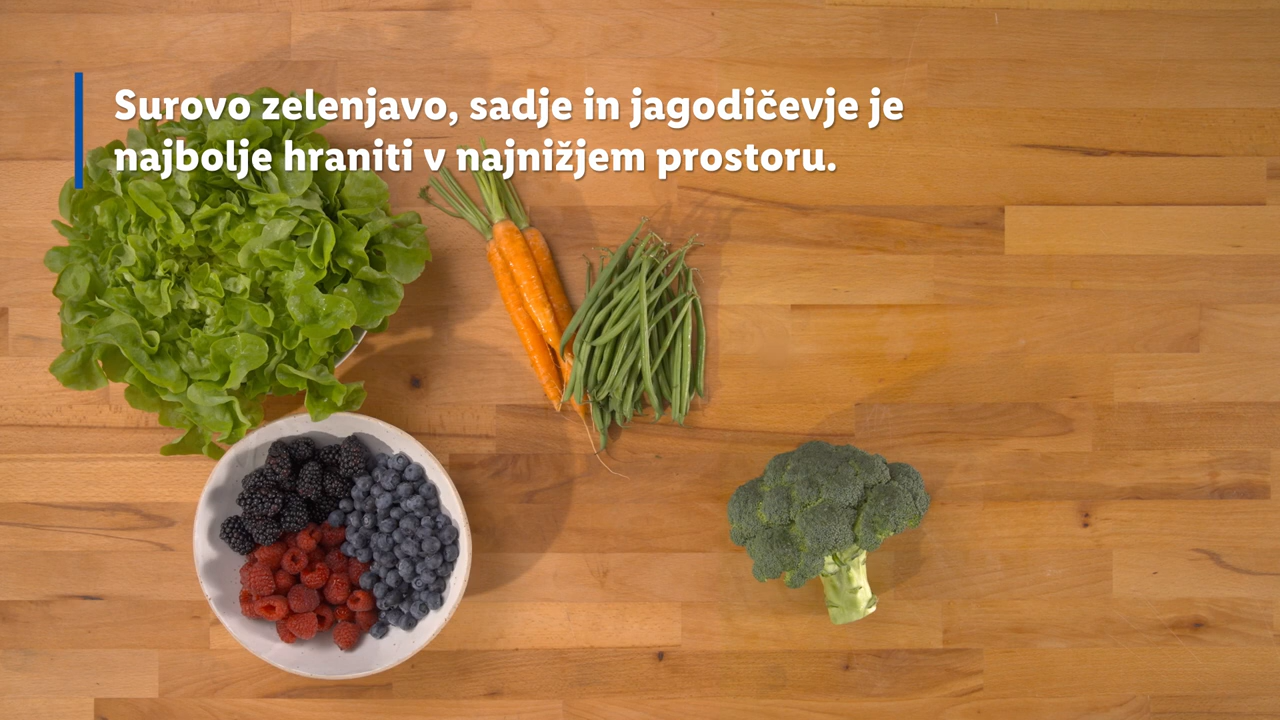 Surovo zelenjavo, sadje in jagodičevje je
najbolje hraniti v najnižjem prostoru.